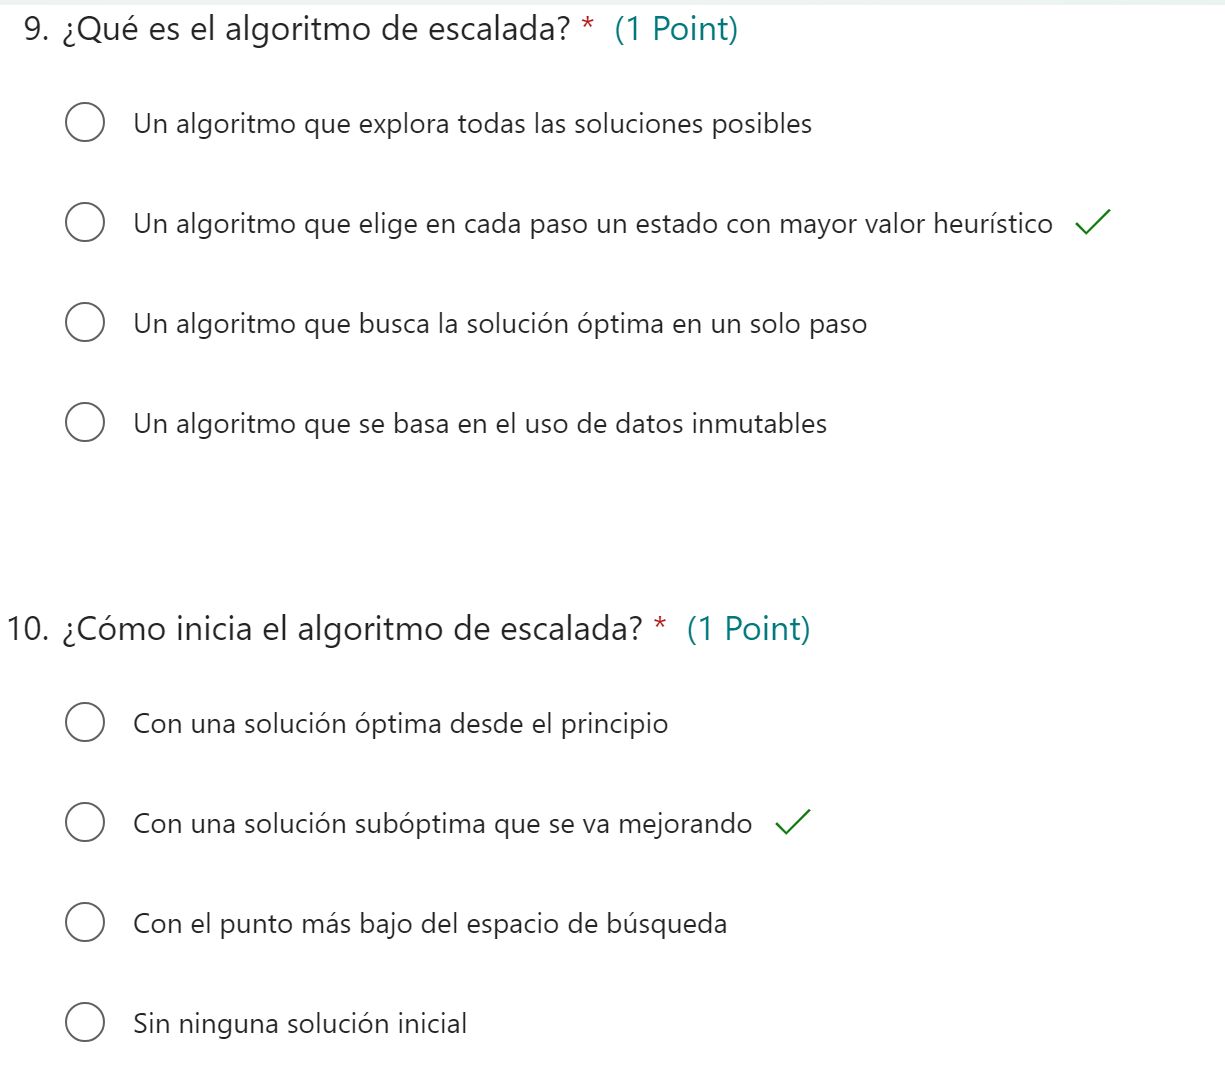 9. ¿Qué es el algoritmo de escalada? * (1 Point)
Un algoritmo que explora todas las soluciones posibles
Un algoritmo que elige en cada paso un estado con mayor valor heurístico
Un algoritmo que busca la solución óptima en un solo paso
Un algoritmo que se basa en el uso de datos inmutables
10. ¿Cómo inicia el algoritmo de escalada? * (1 Point)
Con una solución óptima desde el principio
Con una solución subóptima que se va mejorando
Con el punto más bajo del espacio de búsqueda
Sin ninguna solución inicial